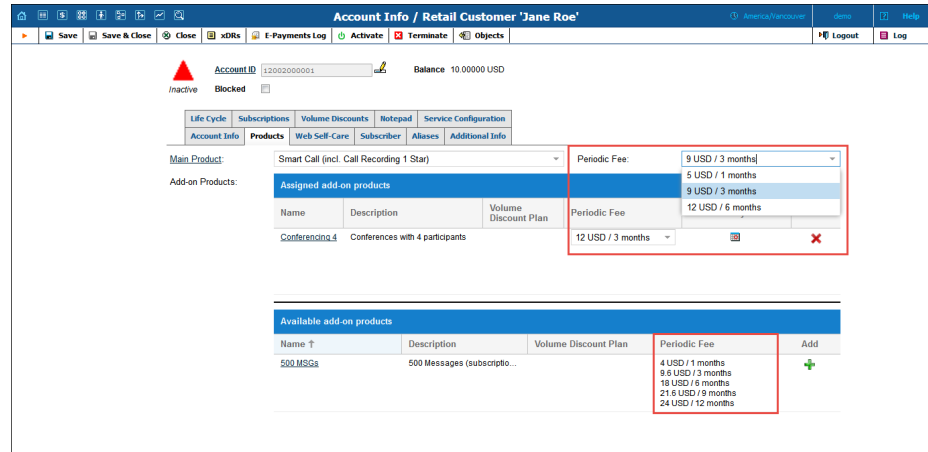 Account Info / Retail Customer 'Jane Roe'
America/Vancouver
demo
? Help
Save
Save & Close
Close
xDRs
E-Payments Log
Activate
Terminate
Objects
Logout
Log
Account ID 12002000001
Balance 10.00000 USD
Inactive
Blocked
Life Cycle Subscriptions Volume Discounts Notepad Service Configuration
Account Info Products Web Self-Care Subscriber Aliases Additional Info
Main Product: Smart Call (incl. Call Recording 1 Star) Periodic Fee: 9 USD / 3 months
5 USD / 1 months
9 USD / 3 months
12 USD / 6 months
Add-on Products:
Assigned add-on products
Name Description Volume Discount Plan Periodic Fee
Conferencing 4 Conferences with 4 participants 12 USD / 3 months
Available add-on products
Name ↑ Description Volume Discount Plan Periodic Fee Add
500 MSGs 500 Messages (subscriptio... 4 USD / 1 months
9.6 USD / 3 months
18 USD / 6 months
21.6 USD / 9 months
24 USD / 12 months